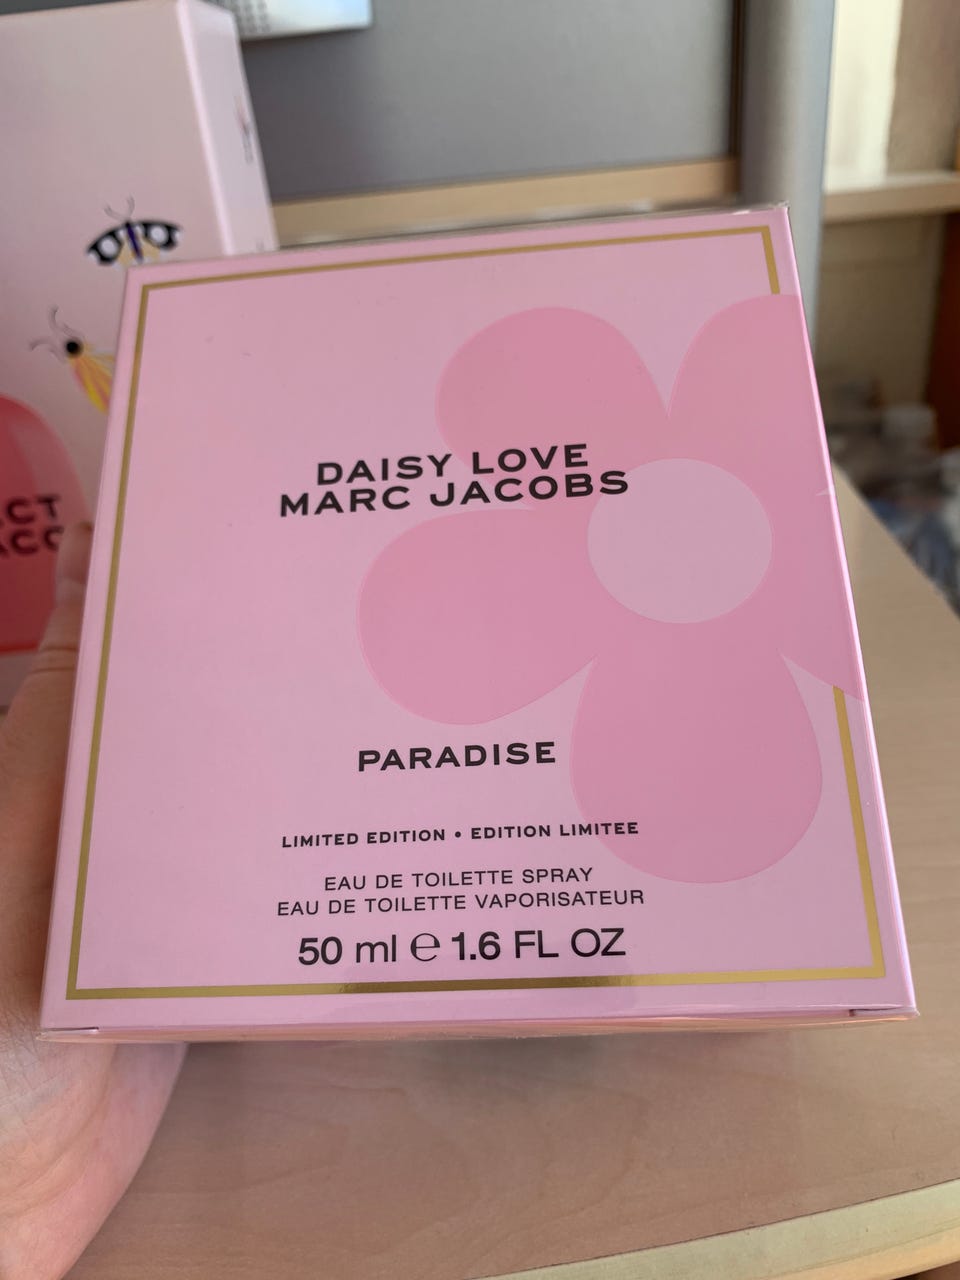 DAISY LOVE
MARC JACOBS
PARADISE
LIMITED EDITION • EDITION LIMITEE
EAU DE TOILETTE SPRAY
EAU DE TOILETTE VAPORISATEUR
50 ml ℮ 1.6 FL OZ